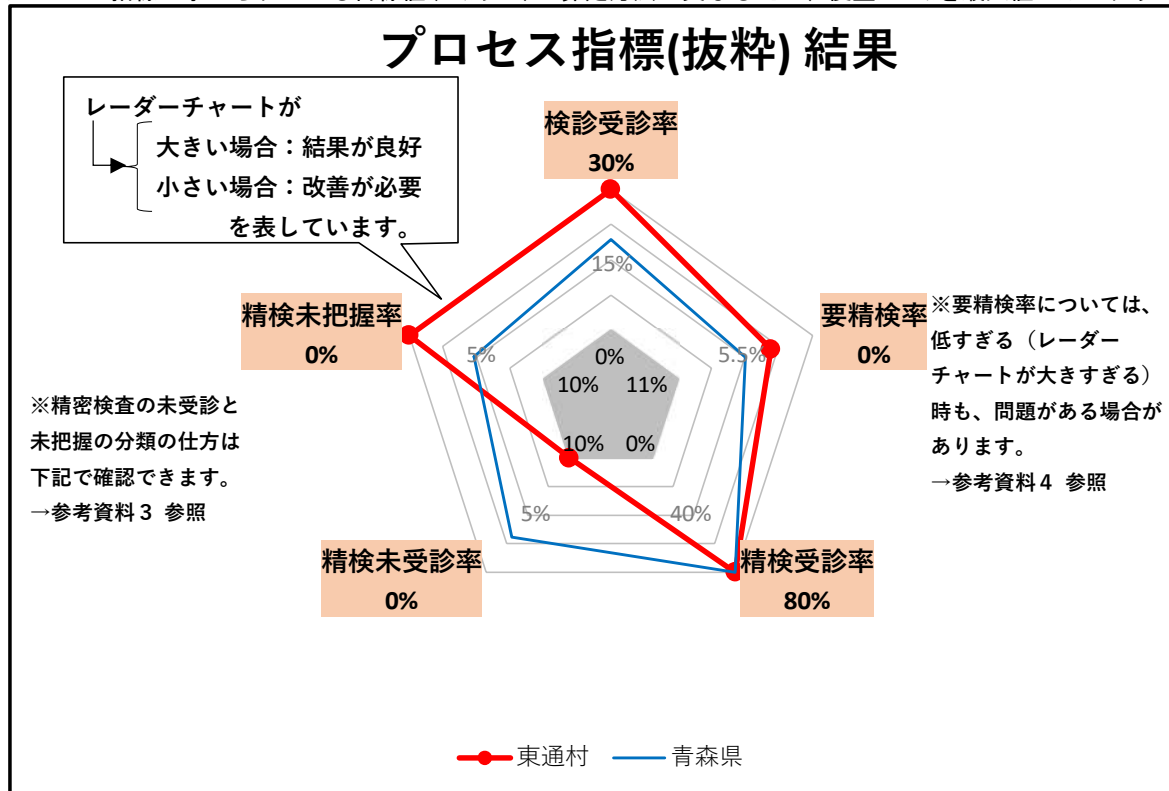 プロセス指標(抜粋) 結果
レーダーチャートが
大きい場合：結果が良好
小さい場合：改善が必要
を表しています。
検診受診率
30%
15%
0%
精検未把握率
0%
5%
10%
要精検率
0%
5.5%
11%
※要精検率については、
低すぎる（レーダー
チャートが大きすぎる）
時も、問題がある場合が
あります。
→参考資料４ 参照
※精密検査の未受診と
未把握の分類の仕方は
下記で確認できます。
→参考資料３ 参照
10%
0%
5%
40%
精検未受診率
0%
精検受診率
80%
東通村
青森県